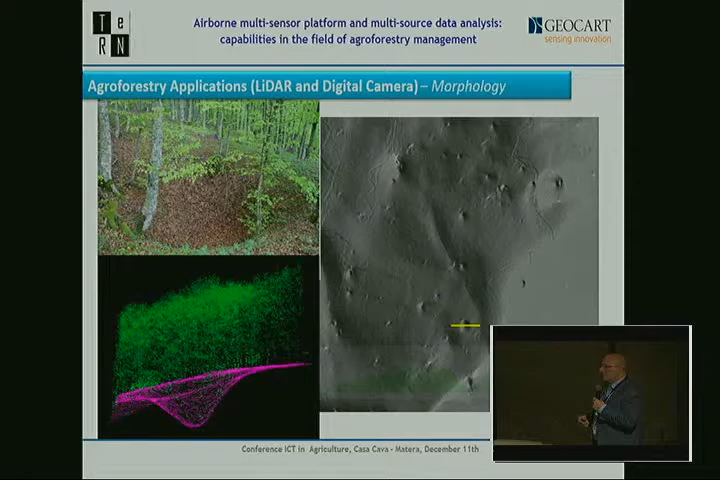 TeRN
Airborne multi-sensor platform and multi-source data analysis:
capabilities in the field of agroforestry management
GEOCART
sensing innovation
Agroforestry Applications (LiDAR and Digital Camera) – Morphology
Conference ICT in Agriculture, Casa Cava - Matera, December 11th